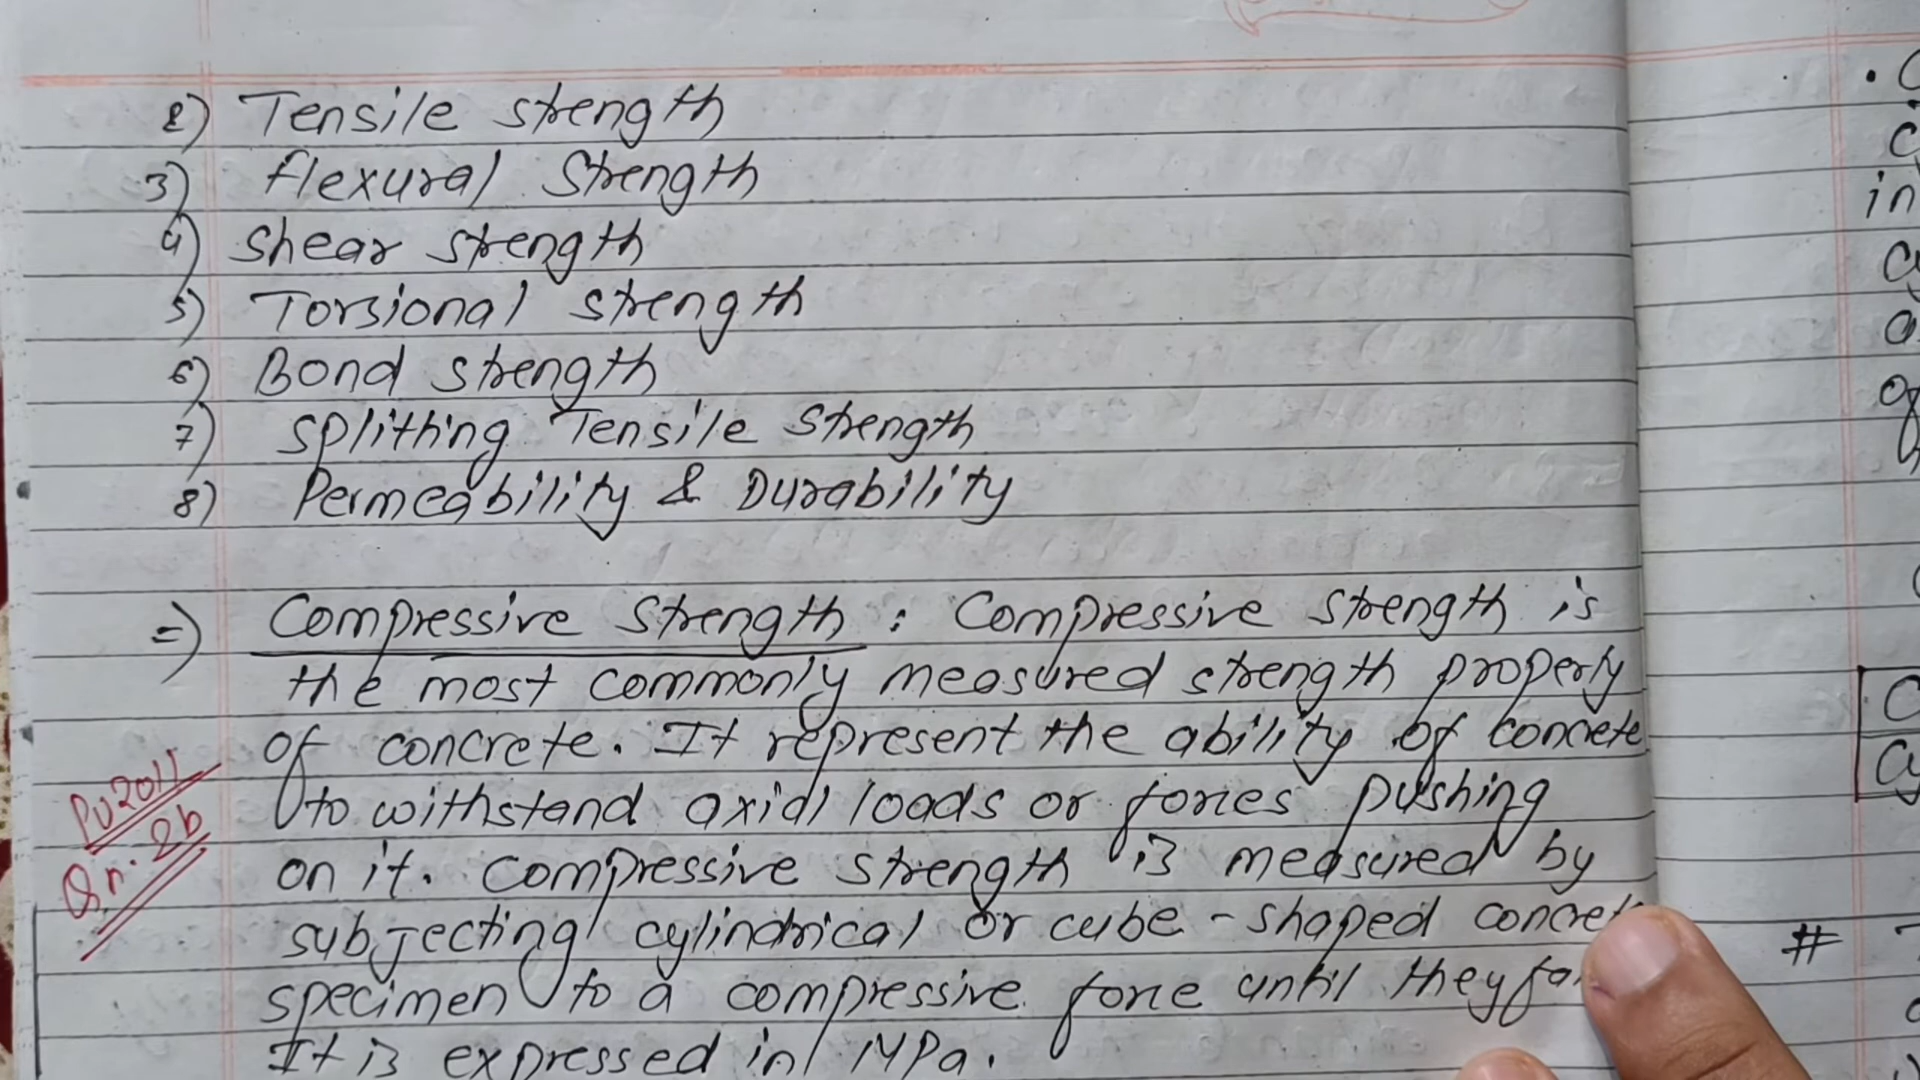 2) Tensile strength
3) flexural Strength
4) Shear strength
5) Torsional strength
6) Bond strength
7) Splitting Tensile Strength
8) Permeability & Durability
=) Compressive Strength : Compressive Strength is
the most commonly measured strength property
of concrete. It represent the ability of concrete
to withstand axial loads or forces pushing
on it. Compressive strength is measured by
subjecting cylindrical or cube - shaped concrete
specimen to a compressive force until they
It is expressed in MPa.
PU 2011
Qn. 2b
in
#